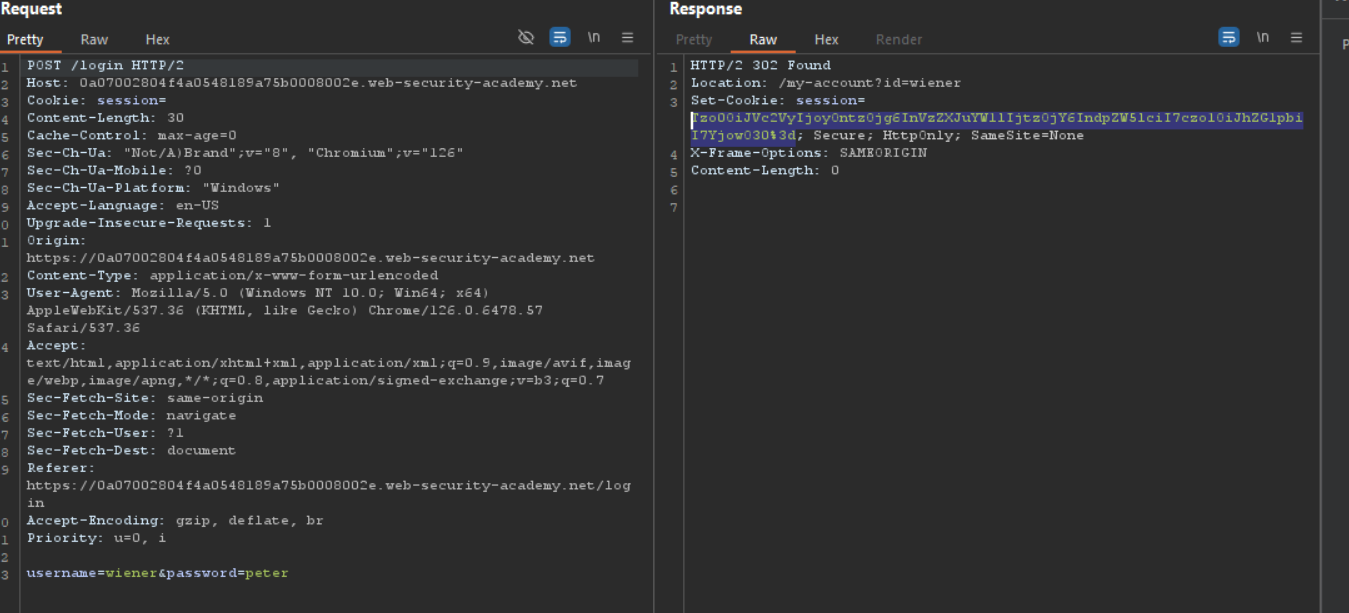 Request
Pretty Raw Hex \n
1 POST /login HTTP/2
2 Host: 0a07002804f4a0548189a75b0008002e.web-security-academy.net
3 Cookie: session=
4 Content-Length: 30
5 Cache-Control: max-age=0
6 Sec-Ch-Ua: "Not/A)Brand";v="8", "Chromium";v="126"
7 Sec-Ch-Ua-Mobile: ?0
8 Sec-Ch-Ua-Platform: "Windows"
9 Accept-Language: en-US
0 Upgrade-Insecure-Requests: 1
1 Origin:
https://0a07002804f4a0548189a75b0008002e.web-security-academy.net
2 Content-Type: application/x-www-form-urlencoded
3 User-Agent: Mozilla/5.0 (Windows NT 10.0; Win64; x64)
AppleWebKit/537.36 (KHTML, like Gecko) Chrome/126.0.6478.57
Safari/537.36
4 Accept:
text/html,application/xhtml+xml,application/xml;q=0.9,image/avif,imag
e/webp,image/apng,*/*;q=0.8,application/signed-exchange;v=b3;q=0.7
5 Sec-Fetch-Site: same-origin
6 Sec-Fetch-Mode: navigate
7 Sec-Fetch-User: ?1
8 Sec-Fetch-Dest: document
9 Referer:
https://0a07002804f4a0548189a75b0008002e.web-security-academy.net/log
in
0 Accept-Encoding: gzip, deflate, br
1 Priority: u=0, i
2
3 username=wiener&password=peter
Response
Pretty Raw Hex Render \n
1 HTTP/2 302 Found
2 Location: /my-account?id=wiener
3 Set-Cookie: session=
Tzo0OiJVc2VyIjoyOntzOjg6InVzZXJuYW1lIjtzOjY6IndpZW5lciI7czo1OiJhZG1pbi
I7YjowO30%3d; Secure; HttpOnly; SameSite=None
4 X-Frame-Options: SAMEORIGIN
5 Content-Length: 0
6
7